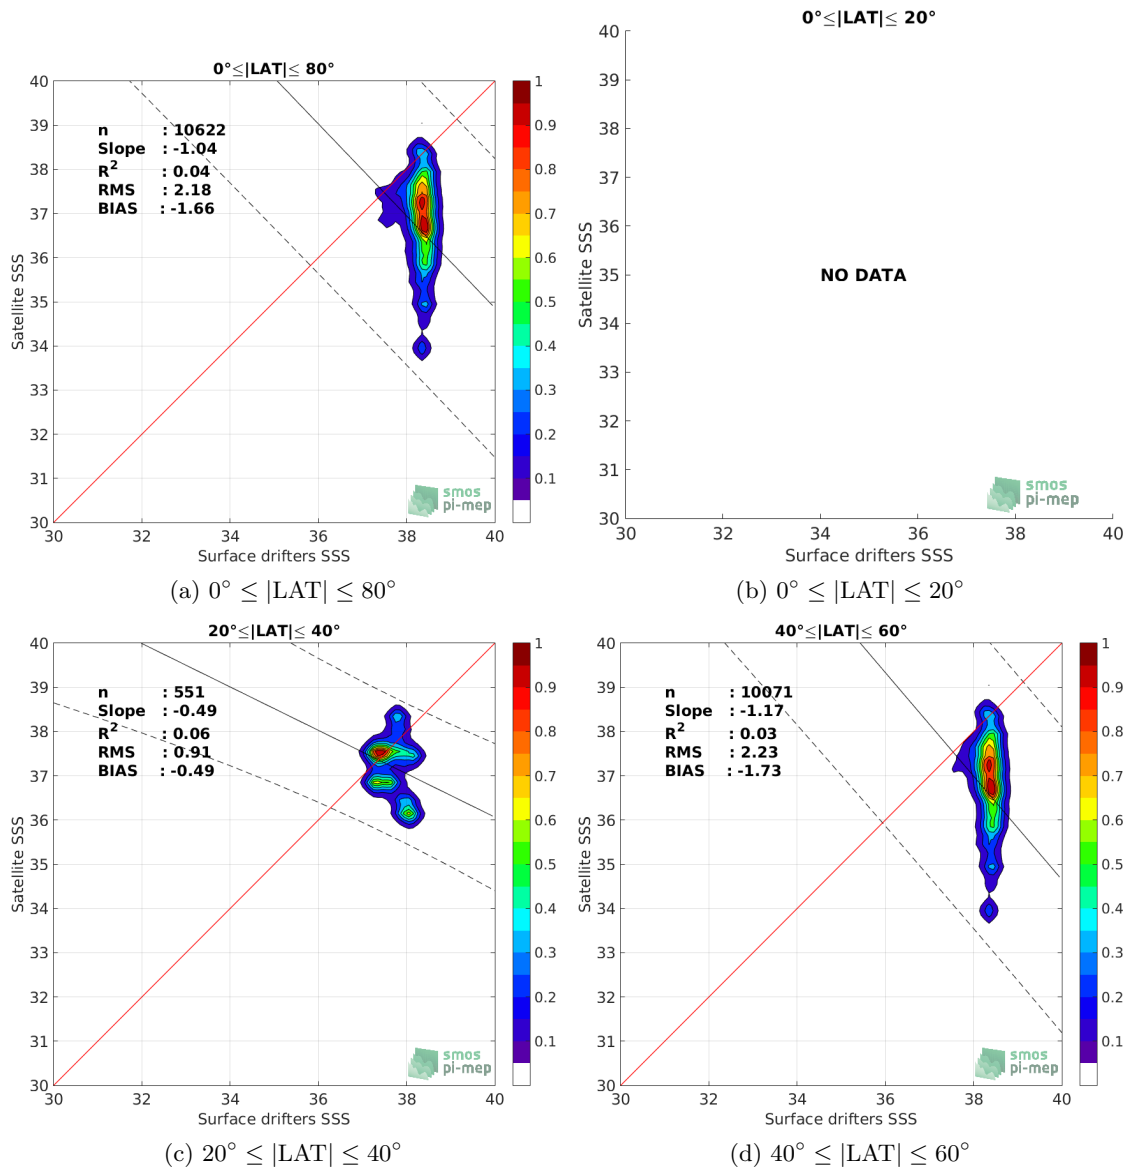 0°≤|LAT|≤ 80°
40
39
38
37
36
35
34
33
32
31
30
Satellite SSS
n : 10622
Slope : -1.04
R² : 0.04
RMS : 2.18
BIAS : -1.66
smos
pi-mep
30 32 34 36 38 40
Surface drifters SSS
1
0.9
0.8
0.7
0.6
0.5
0.4
0.3
0.2
0.1
(a) 0° ≤ |LAT| ≤ 80°
0°≤|LAT|≤ 20°
40
39
38
37
36
35
34
33
32
31
30
Satellite SSS
NO DATA
smos
pi-mep
30 32 34 36 38 40
Surface drifters SSS
(b) 0° ≤ |LAT| ≤ 20°
20°≤|LAT|≤ 40°
40
39
38
37
36
35
34
33
32
31
30
Satellite SSS
n : 551
Slope : -0.49
R² : 0.06
RMS : 0.91
BIAS : -0.49
smos
pi-mep
30 32 34 36 38 40
Surface drifters SSS
1
0.9
0.8
0.7
0.6
0.5
0.4
0.3
0.2
0.1
(c) 20° ≤ |LAT| ≤ 40°
40°≤|LAT|≤ 60°
40
39
38
37
36
35
34
33
32
31
30
Satellite SSS
n : 10071
Slope : -1.17
R² : 0.03
RMS : 2.23
BIAS : -1.73
smos
pi-mep
30 32 34 36 38 40
Surface drifters SSS
1
0.9
0.8
0.7
0.6
0.5
0.4
0.3
0.2
0.1
(d) 40° ≤ |LAT| ≤ 60°